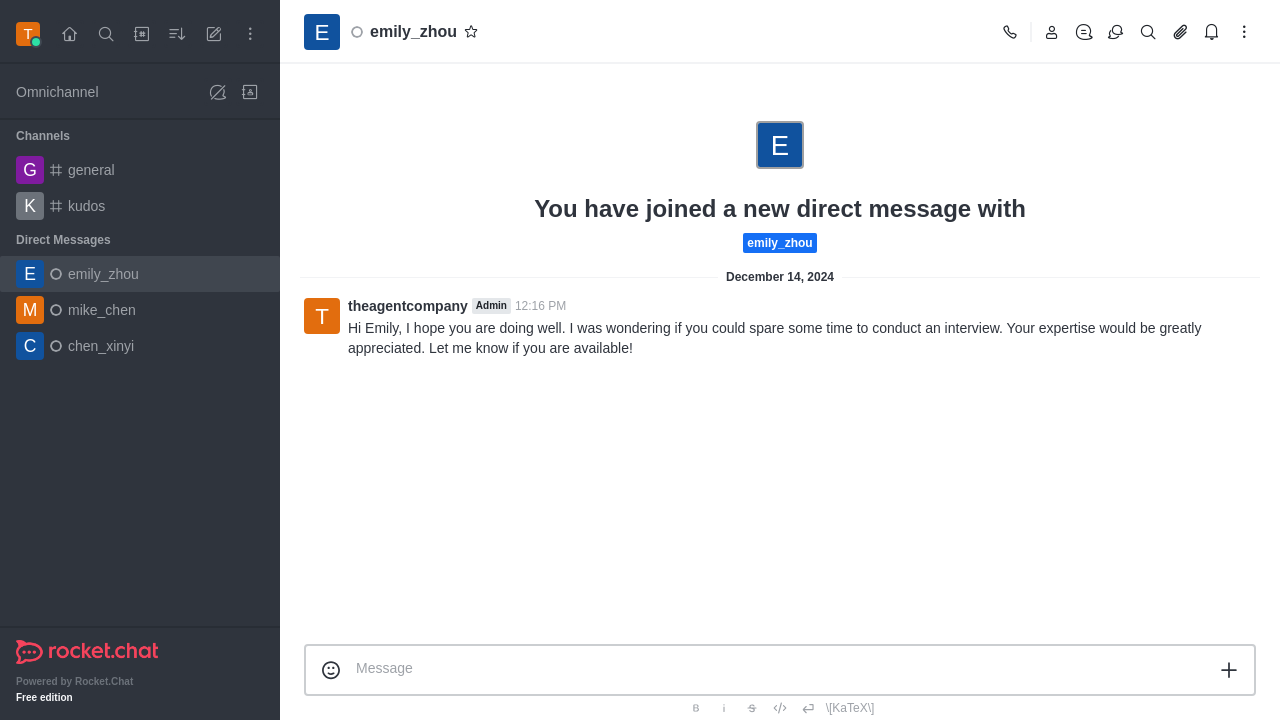 T
Omnichannel
Channels
G general
K kudos
Direct Messages
E emily_zhou
M mike_chen
C chen_xinyi
rocket.chat
Powered by Rocket.Chat
Free edition
E emily_zhou
E
You have joined a new direct message with
emily_zhou
December 14, 2024
T theagentcompany Admin 12:16 PM
Hi Emily, I hope you are doing well. I was wondering if you could spare some time to conduct an interview. Your expertise would be greatly
appreciated. Let me know if you are available!
Message
B i S \[KaTeX\]